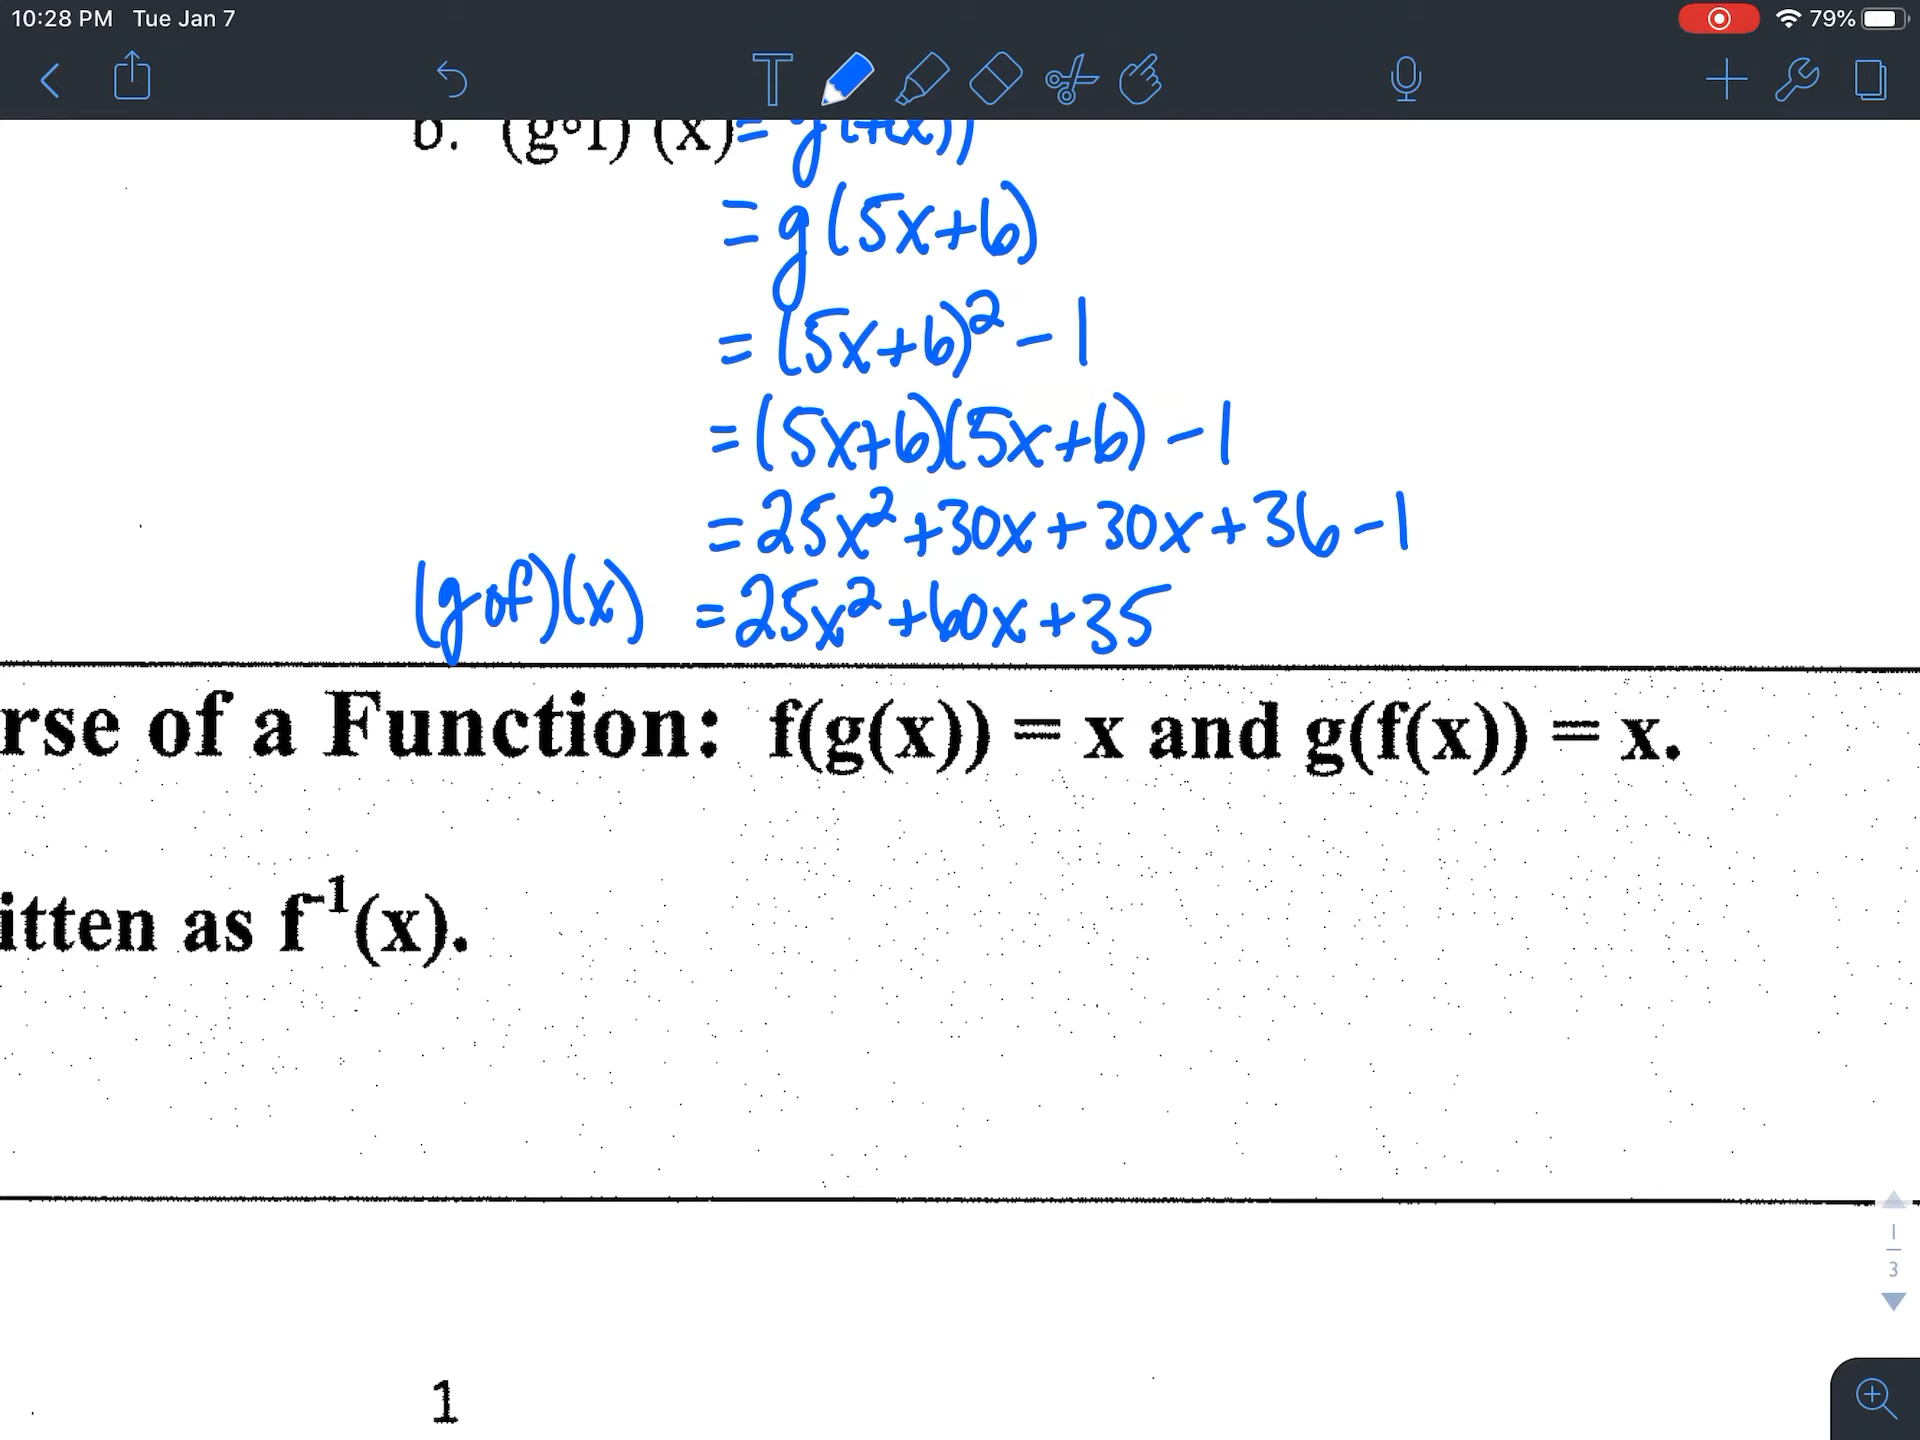 10:28 PM Tue Jan 7 79%
T
b. (g∘f) (x) = g(f(x))
= g(5x+6)
= (5x+6)² - 1
= (5x+6)(5x+6) - 1
= 25x² + 30x + 30x + 36 - 1
(g∘f)(x) = 25x² + 60x + 35
rse of a Function: f(g(x)) = x and g(f(x)) = x.
itten as f⁻¹(x).
1
3
1